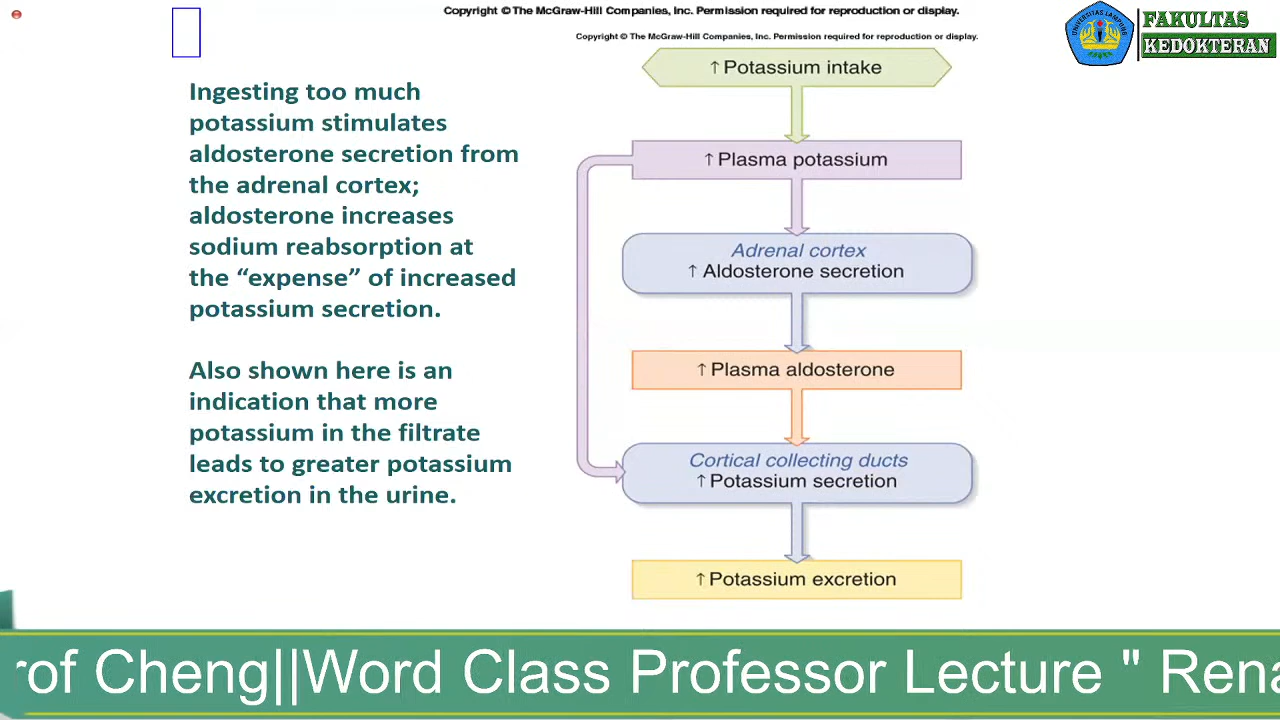 Copyright © The McGraw-Hill Companies, Inc. Permission required for reproduction or display.
Copyright © The McGraw-Hill Companies, Inc. Permission required for reproduction or display.
FAKULTAS
KEDOKTERAN
Ingesting too much
potassium stimulates
aldosterone secretion from
the adrenal cortex;
aldosterone increases
sodium reabsorption at
the “expense” of increased
potassium secretion.
Also shown here is an
indication that more
potassium in the filtrate
leads to greater potassium
excretion in the urine.
↑ Potassium intake
↑ Plasma potassium
Adrenal cortex
↑ Aldosterone secretion
↑ Plasma aldosterone
Cortical collecting ducts
↑ Potassium secretion
↑ Potassium excretion
rof Cheng||Word Class Professor Lecture " Rena